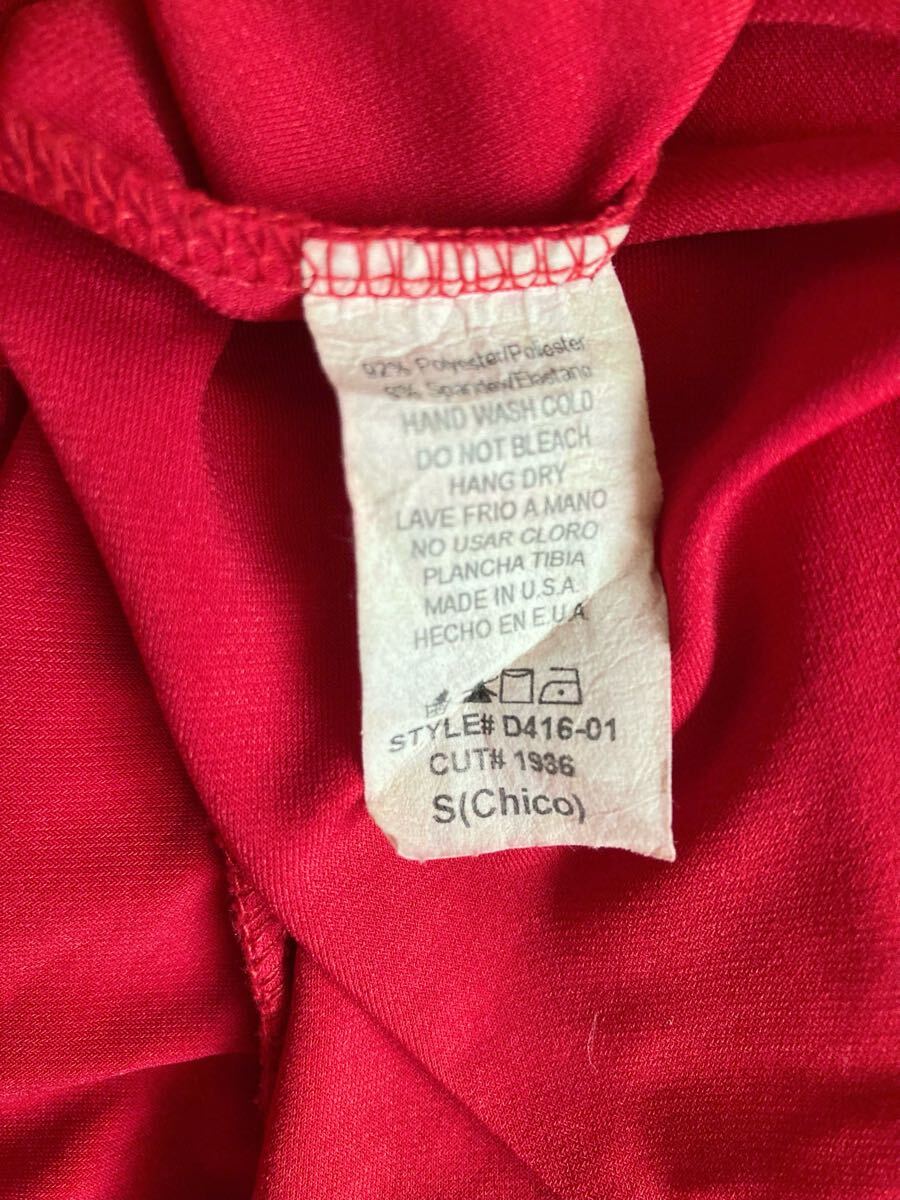 92% Polyester/Poliester
8% Spandex/Elastano
HAND WASH COLD
DO NOT BLEACH
HANG DRY
LAVE FRIO A MANO
NO USAR CLORO
PLANCHA TIBIA
MADE IN U.S.A.
HECHO EN E.U.A.
STYLE# D416-01
CUT# 1936
S(Chico)